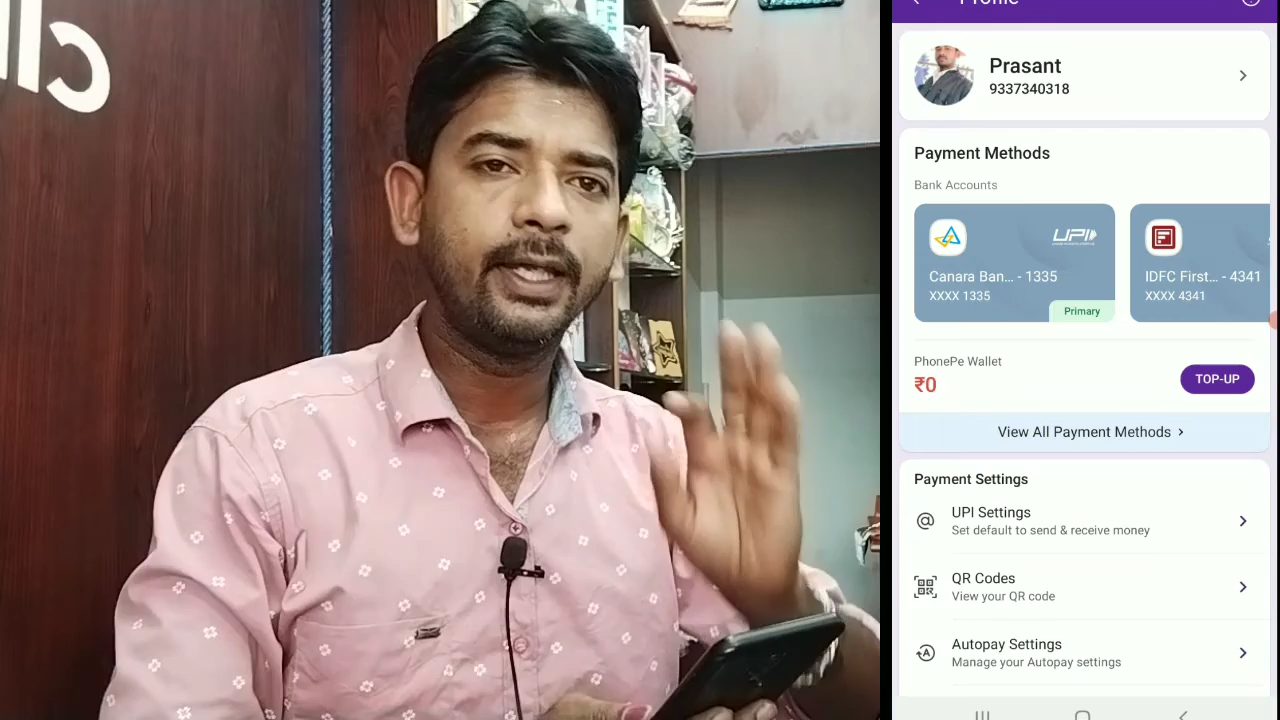 Prasant
9337340318
Payment Methods
Bank Accounts
UPI
Canara Ban... - 1335
XXXX 1335
Primary
IDFC First... - 4341
XXXX 4341
PhonePe Wallet
₹0
TOP-UP
View All Payment Methods
Payment Settings
UPI Settings
Set default to send & receive money
QR Codes
View your QR code
Autopay Settings
Manage your Autopay settings